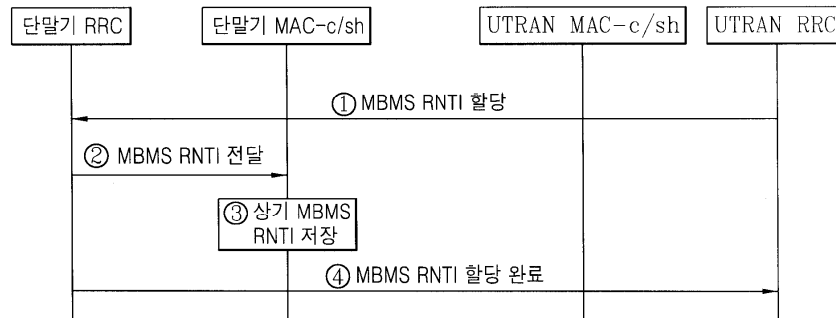 단말기 RRC
단말기 MAC-c/sh
UTRAN MAC-c/sh
UTRAN RRC
① MBMS RNTI 할당
② MBMS RNTI 전달
③ 상기 MBMS
RNTI 저장
④ MBMS RNTI 할당 완료